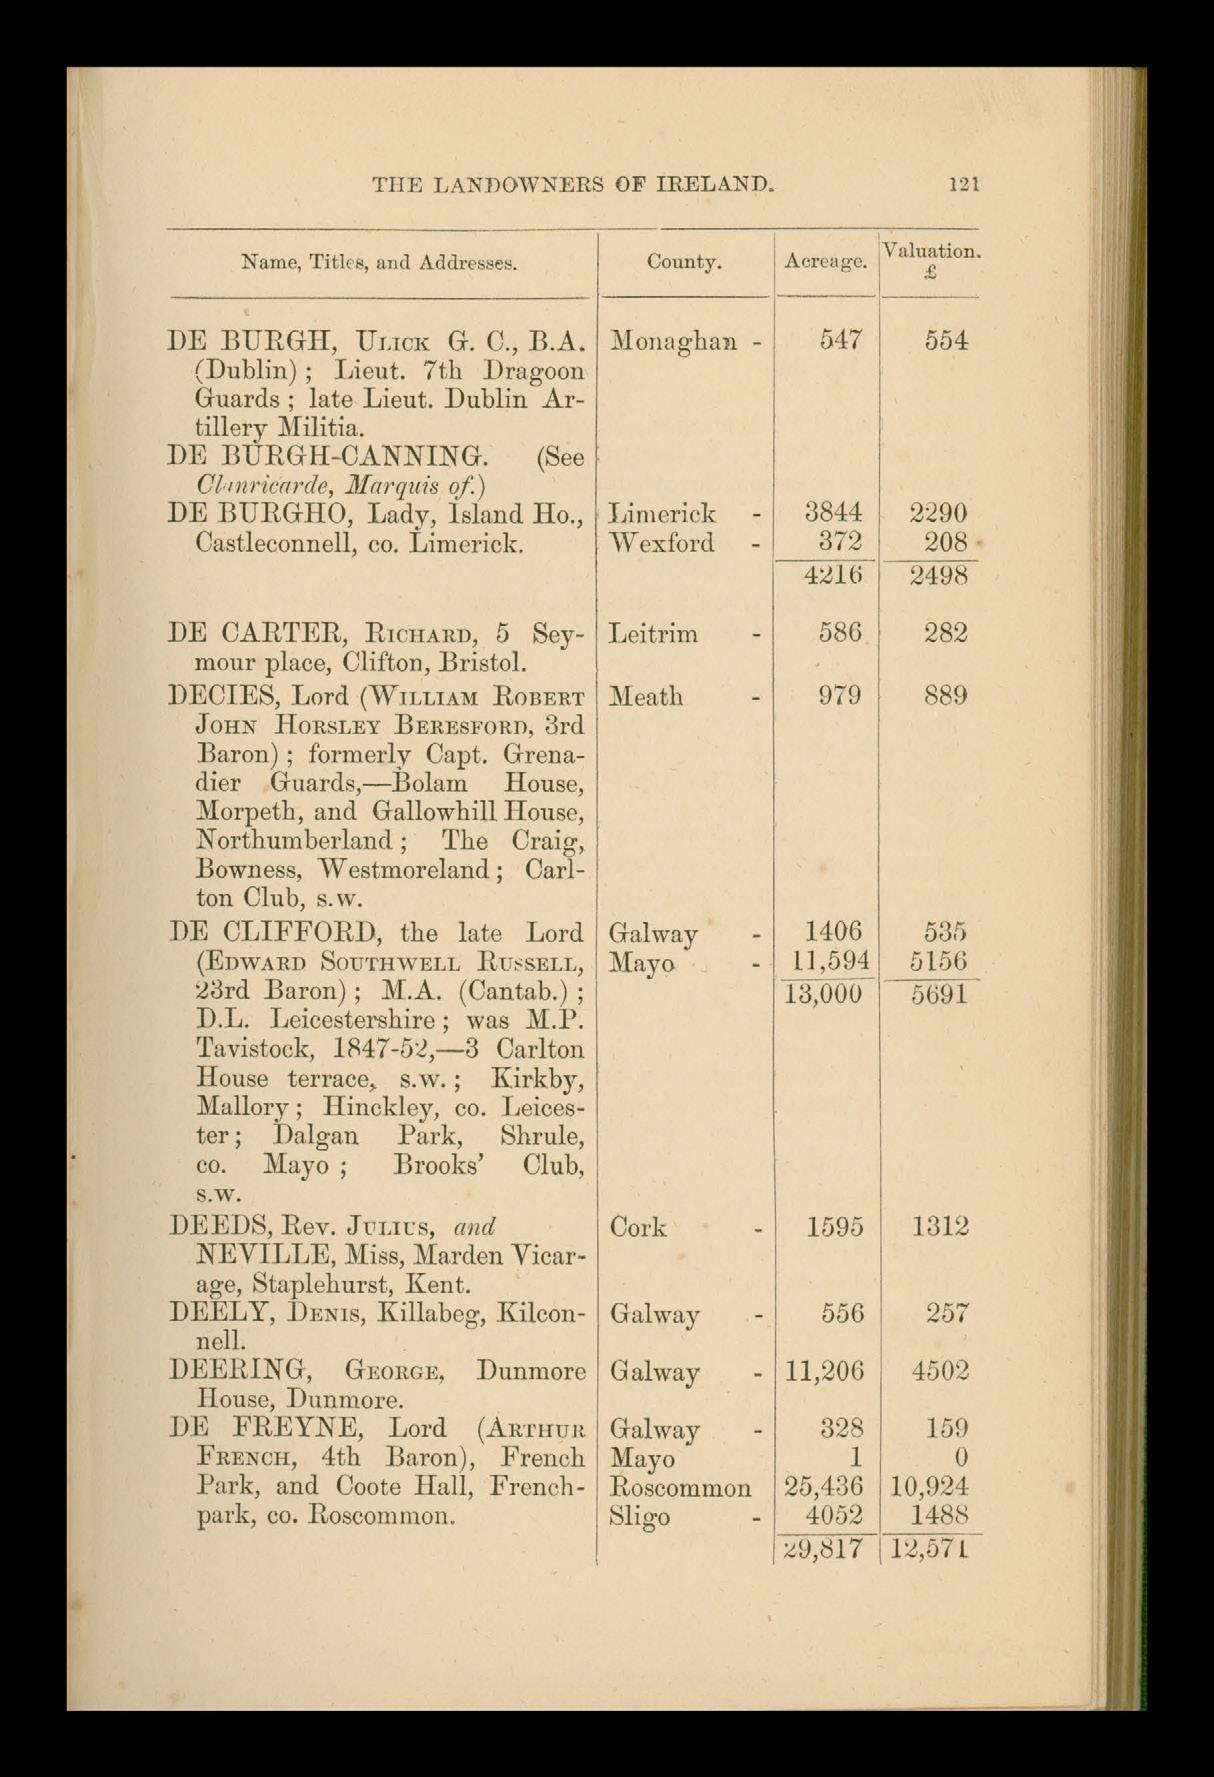 THE LANDOWNERS OF IRELAND. 121
Name, Titles, and Addresses. County. Acreage. Valuation. £
DE BURGH, ULICK G. C., B.A. Monaghan - 547 554
(Dublin) ; Lieut. 7th Dragoon
Guards ; late Lieut. Dublin Ar-
tillery Militia.
DE BURGH-CANNING. (See
Clanricarde, Marquis of.)
DE BURGHO, Lady, Island Ho., Limerick - 3844 2290
Castleconnell, co. Limerick. Wexford - 372 208
4216 2498
DE CARTER, RICHARD, 5 Sey- Leitrim - 586 282
mour place, Clifton, Bristol.
DECIES, Lord (WILLIAM ROBERT Meath - 979 889
JOHN HORSLEY BERESFORD, 3rd
Baron) ; formerly Capt. Grena-
dier Guards,—Bolam House,
Morpeth, and Gallowhill House,
Northumberland ; The Craig,
Bowness, Westmoreland ; Carl-
ton Club, s.w.
DE CLIFFORD, the late Lord Galway - 1406 535
(EDWARD SOUTHWELL RUSSELL, Mayo - 11,594 5156
23rd Baron) ; M.A. (Cantab.) ; 13,000 5691
D.L. Leicestershire ; was M.P.
Tavistock, 1847-52,—3 Carlton
House terrace, s.w. ; Kirkby,
Mallory ; Hinckley, co. Leices-
ter ; Dalgan Park, Shrule,
co. Mayo ; Brooks' Club,
s.w.
DEEDS, Rev. JULIUS, and Cork - 1595 1312
NEVILLE, Miss, Marden Vicar-
age, Staplehurst, Kent.
DEELY, DENIS, Killabeg, Kilcon- Galway - 556 257
nell.
DEERING, GEORGE, Dunmore Galway - 11,206 4502
House, Dunmore.
DE FREYNE, Lord (ARTHUR Galway - 328 159
FRENCH, 4th Baron), French Mayo 1 0
Park, and Coote Hall, French- Roscommon 25,436 10,924
park, co. Roscommon. Sligo - 4052 1488
29,817 12,571